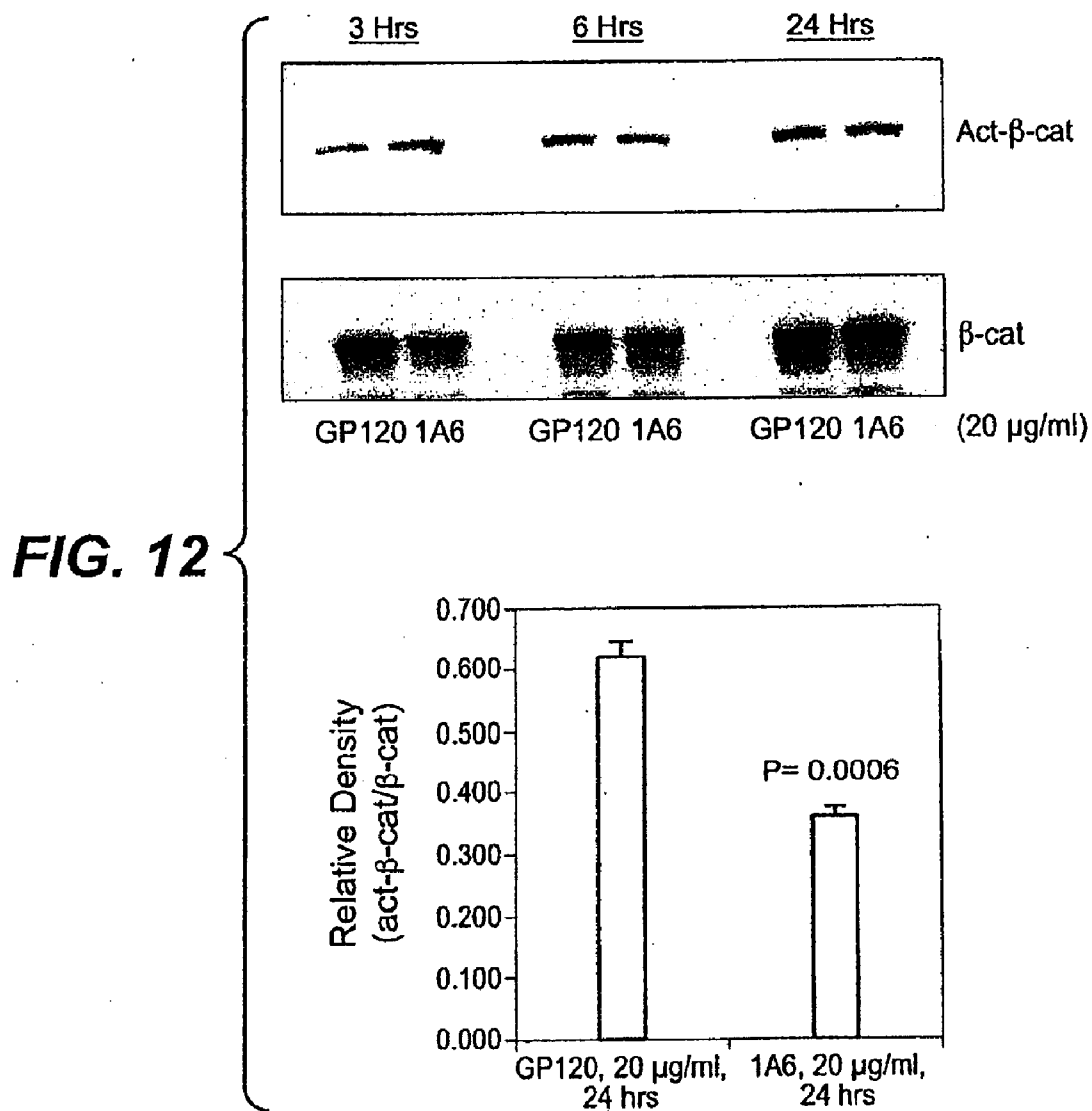 3 Hrs 6 Hrs 24 Hrs
Act-β-cat
β-cat
GP120 1A6 GP120 1A6 GP120 1A6 (20 µg/ml)
FIG. 12
Relative Density
(act-β-cat/β-cat)
0.700
0.600
0.500
0.400
0.300
0.200
0.100
0.000
P= 0.0006
GP120, 20 µg/ml,
24 hrs
1A6, 20 µg/ml,
24 hrs